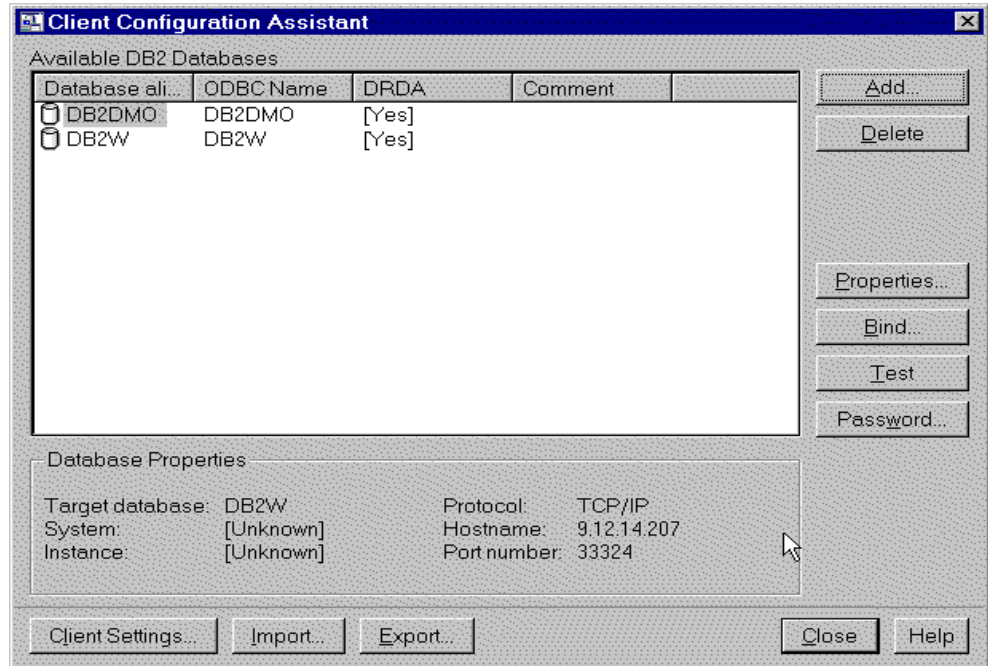 Client Configuration Assistant
Available DB2 Databases
Database ali... ODBC Name DRDA Comment
DB2DMO DB2DMO [Yes]
DB2W DB2W [Yes]
Add...
Delete
Properties...
Bind...
Test
Password...
Database Properties
Target database: DB2W Protocol: TCP/IP
System: [Unknown] Hostname: 9.12.14.207
Instance: [Unknown] Port number: 33324
Client Settings... Import... Export... Close Help